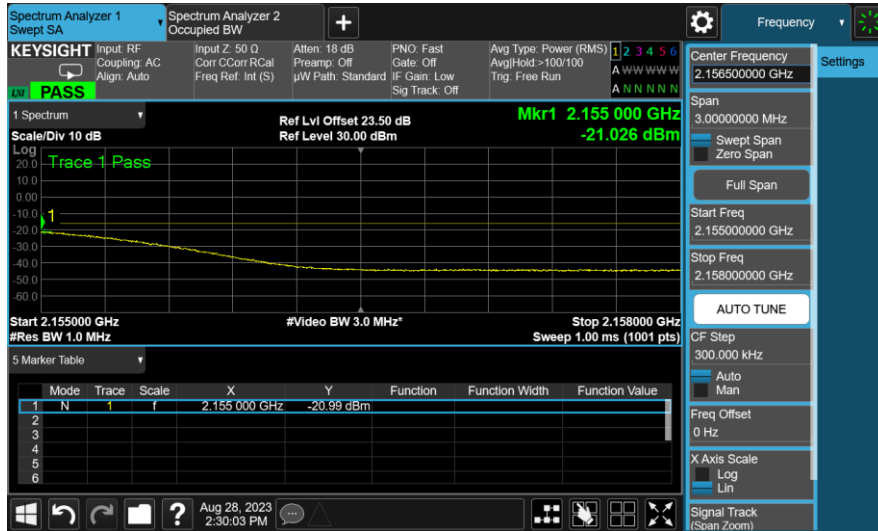 Spectrum Analyzer 1
Swept SA
Spectrum Analyzer 2
Occupied BW
+
Frequency
KEYSIGHT
LXI
PASS
Input: RF
Coupling: AC
Align: Auto
Input Z: 50 Ω
Corr CCorr RCal
Freq Ref: Int (S)
Atten: 18 dB
Preamp: Off
µW Path: Standard
PNO: Fast
Gate: Off
IF Gain: Low
Sig Track: Off
Avg Type: Power (RMS)
Avg|Hold:>100/100
Trig: Free Run
1 2 3 4 5 6
A W W W W W
A N N N N N
1 Spectrum
Scale/Div 10 dB
Ref Lvl Offset 23.50 dB
Ref Level 30.00 dBm
Mkr1 2.155 000 GHz
-21.026 dBm
Log
Trace 1 Pass
20.0
10.0
0.00
-10.0
1
-20.0
-30.0
-40.0
-50.0
-60.0
Start 2.155000 GHz
#Res BW 1.0 MHz
#Video BW 3.0 MHz*
Stop 2.158000 GHz
Sweep 1.00 ms (1001 pts)
5 Marker Table
Mode Trace Scale X Y Function Function Width Function Value
1 N 1 f 2.155 000 GHz -20.99 dBm
2
3
4
5
6
?
Aug 28, 2023
2:30:03 PM
Center Frequency
2.156500000 GHz
Settings
Span
3.00000000 MHz
Swept Span
Zero Span
Full Span
Start Freq
2.155000000 GHz
Stop Freq
2.158000000 GHz
AUTO TUNE
CF Step
300.000 kHz
Auto
Man
Freq Offset
0 Hz
X Axis Scale
Log
Lin
Signal Track
(Span Zoom)